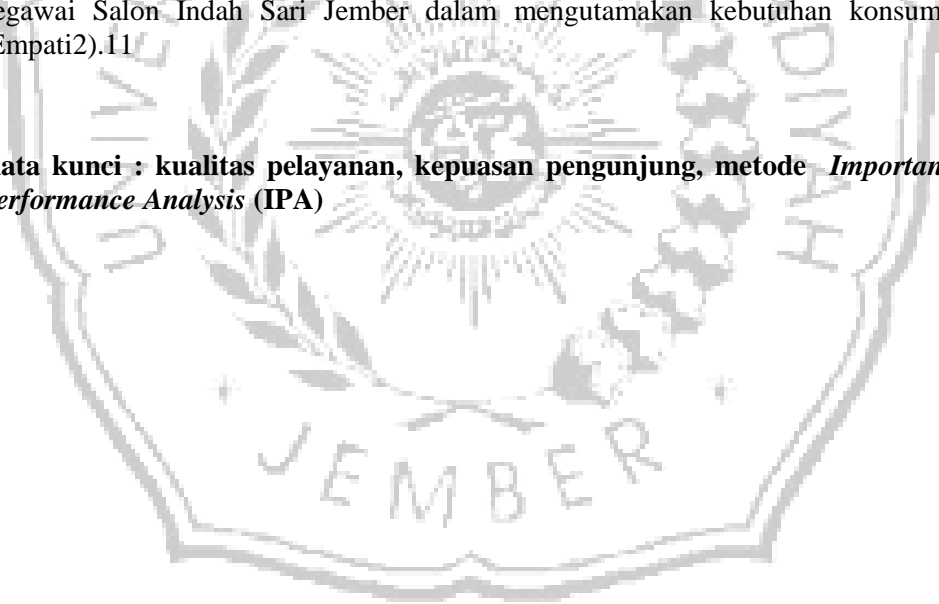 egawai Salon Indah Sari Jember dalam mengutamakan kebutuhan konsum
Empati2).11
ata kunci : kualitas pelayanan, kepuasan pengunjung, metode Importan
erformance Analysis (IPA)
JEMBER